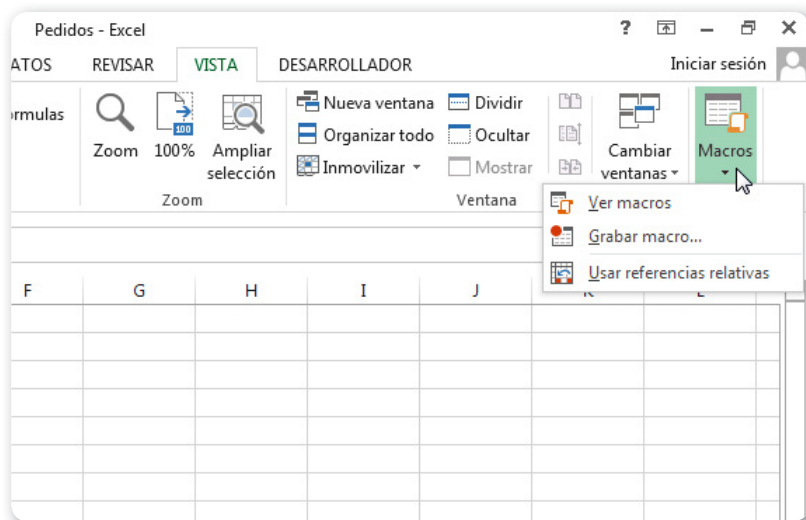 Pedidos - Excel
?
ATOS REVISAR VISTA DESARROLLADOR Iniciar sesión
Nueva ventana Dividir
Organizar todo Ocultar
Inmovilizar Mostrar
Zoom 100% Ampliar selección
100
Cambiar ventanas Macros
Zoom Ventana
Ver macros
Grabar macro...
Usar referencias relativas
F G H I J